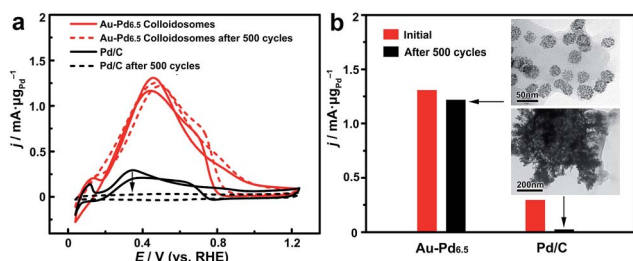 a
Au-Pd6.5 Colloidosomes
Au-Pd6.5 Colloidosomes after 500 cycles
Pd/C
Pd/C after 500 cycles
j / mA·μgPd⁻¹
2
1.5
1.0
0.5
0
0
0.4
0.8
1.2
E / V (vs. RHE)
b
Initial
After 500 cycles
j / mA·μgPd⁻¹
2
1.5
1
0.5
0
Au-Pd6.5
Pd/C
50nm
200nm